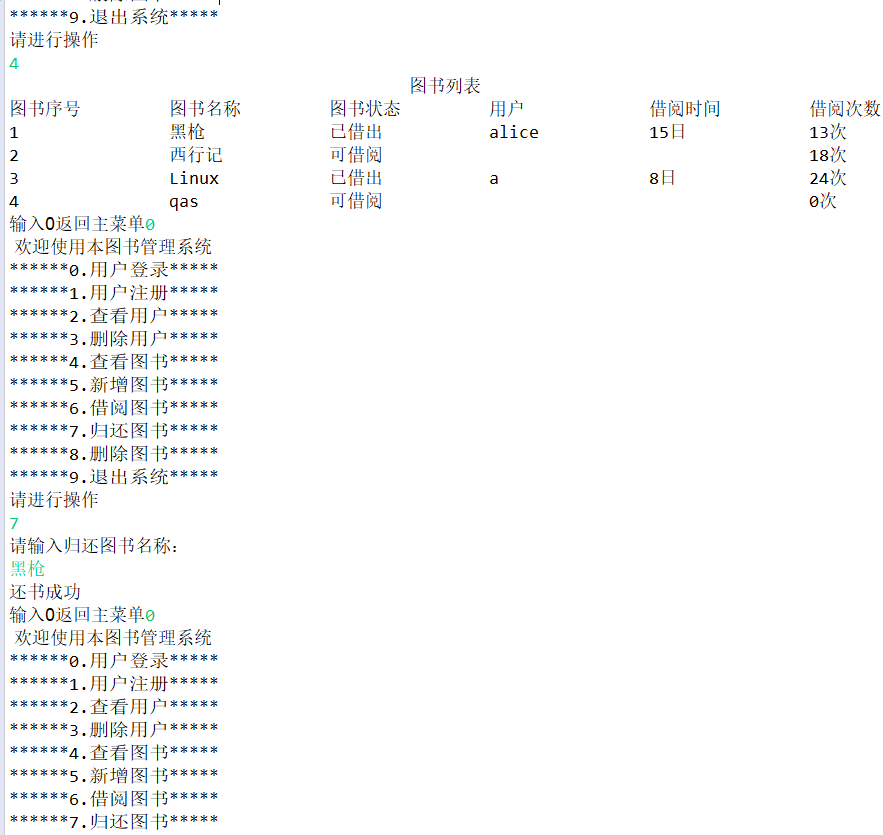 ******9.退出系统*****
请进行操作
4
图书列表
图书序号 图书名称 图书状态 用户 借阅时间 借阅次数
1 黑枪 已借出 alice 15日 13次
2 西行记 可借阅 18次
3 Linux 已借出 a 8日 24次
4 qas 可借阅 0次
输入0返回主菜单0
欢迎使用本图书管理系统
******0.用户登录*****
******1.用户注册*****
******2.查看用户*****
******3.删除用户*****
******4.查看图书*****
******5.新增图书*****
******6.借阅图书*****
******7.归还图书*****
******8.删除图书*****
******9.退出系统*****
请进行操作
7
请输入归还图书名称:
黑枪
还书成功
输入0返回主菜单0
欢迎使用本图书管理系统
******0.用户登录*****
******1.用户注册*****
******2.查看用户*****
******3.删除用户*****
******4.查看图书*****
******5.新增图书*****
******6.借阅图书*****
******7.归还图书*****